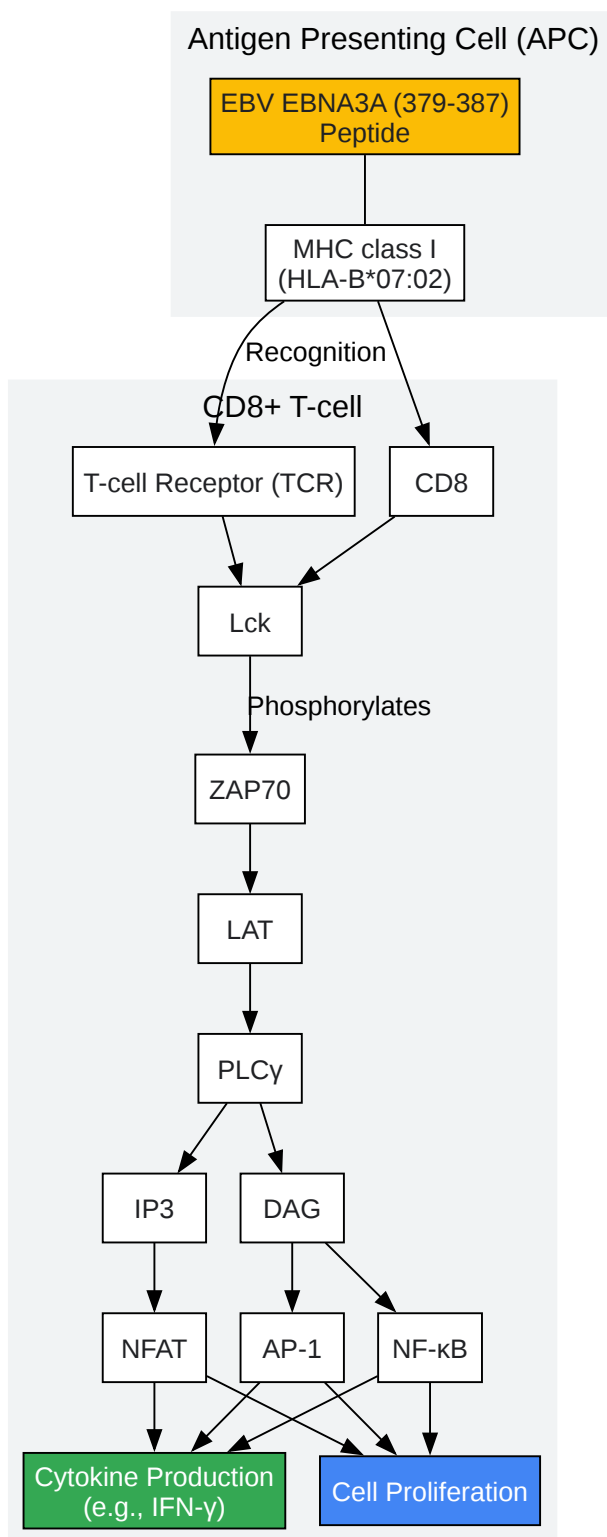 Antigen Presenting Cell (APC)
EBV EBNA3A (379-387)
Peptide
MHC class I
(HLA-B*07:02)
Recognition
CD8+ T-cell
T-cell Receptor (TCR)
CD8
Lck
Phosphorylates
ZAP70
LAT
PLCγ
IP3
DAG
NFAT
AP-1
NF-κB
Cytokine Production
(e.g., IFN-γ)
Cell Proliferation